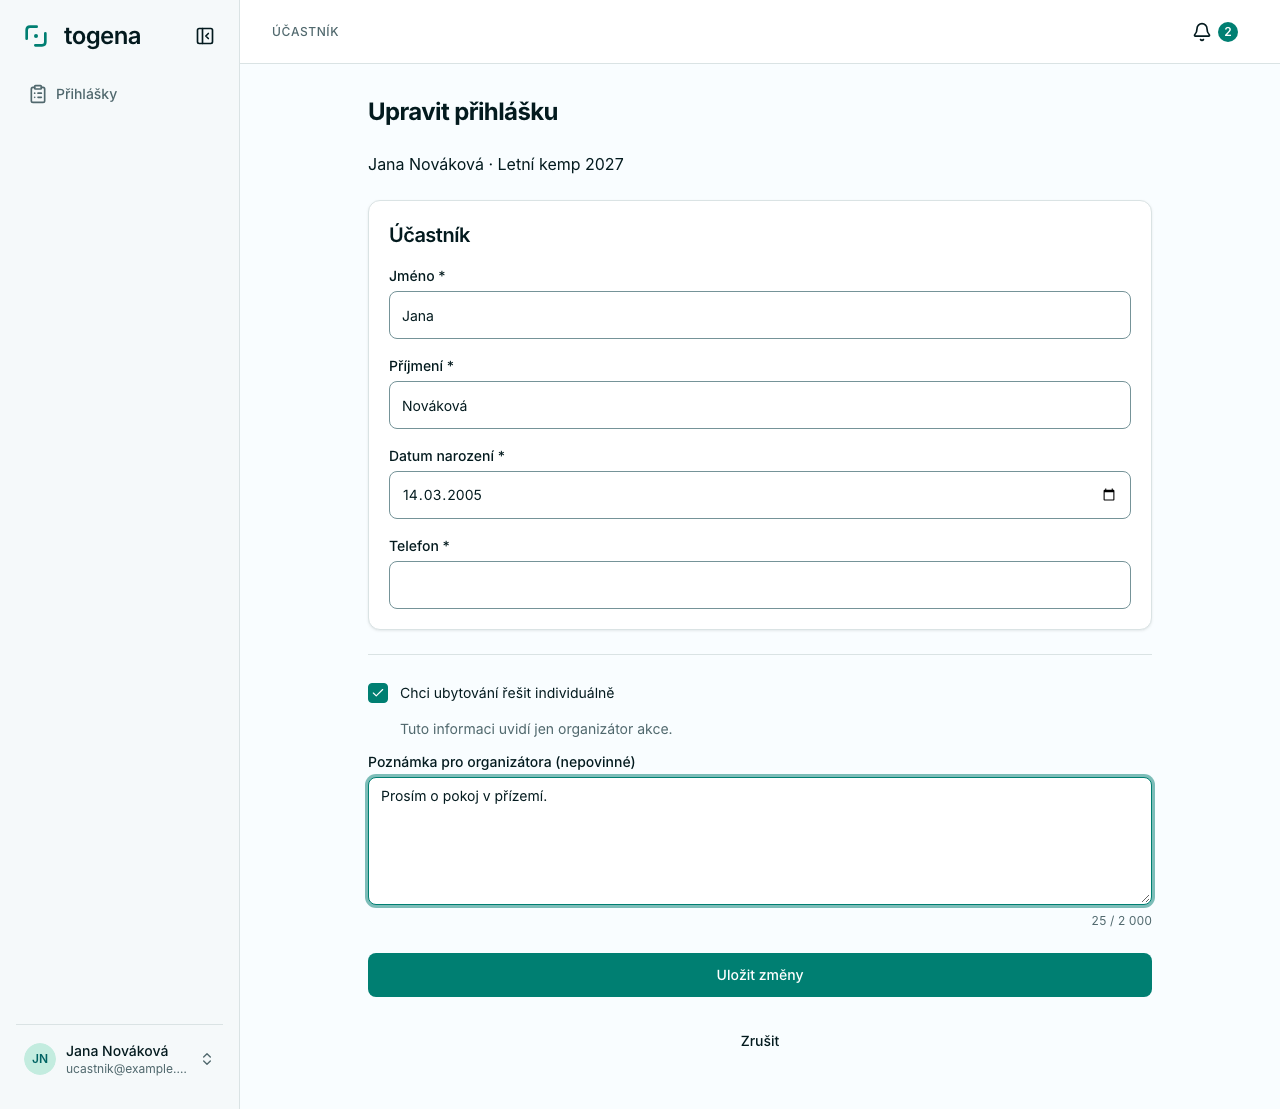 togena
ÚČASTNÍK
2
Přihlášky
Upravit přihlášku
Jana Nováková · Letní kemp 2027
Účastník
Jméno *
Jana
Příjmení *
Nováková
Datum narození *
14.03.2005
Telefon *
Chci ubytování řešit individuálně
Tuto informaci uvidí jen organizátor akce.
Poznámka pro organizátora (nepovinné)
Prosím o pokoj v přízemí.
25 / 2 000
Uložit změny
Zrušit
JN
Jana Nováková
ucastnik@example....